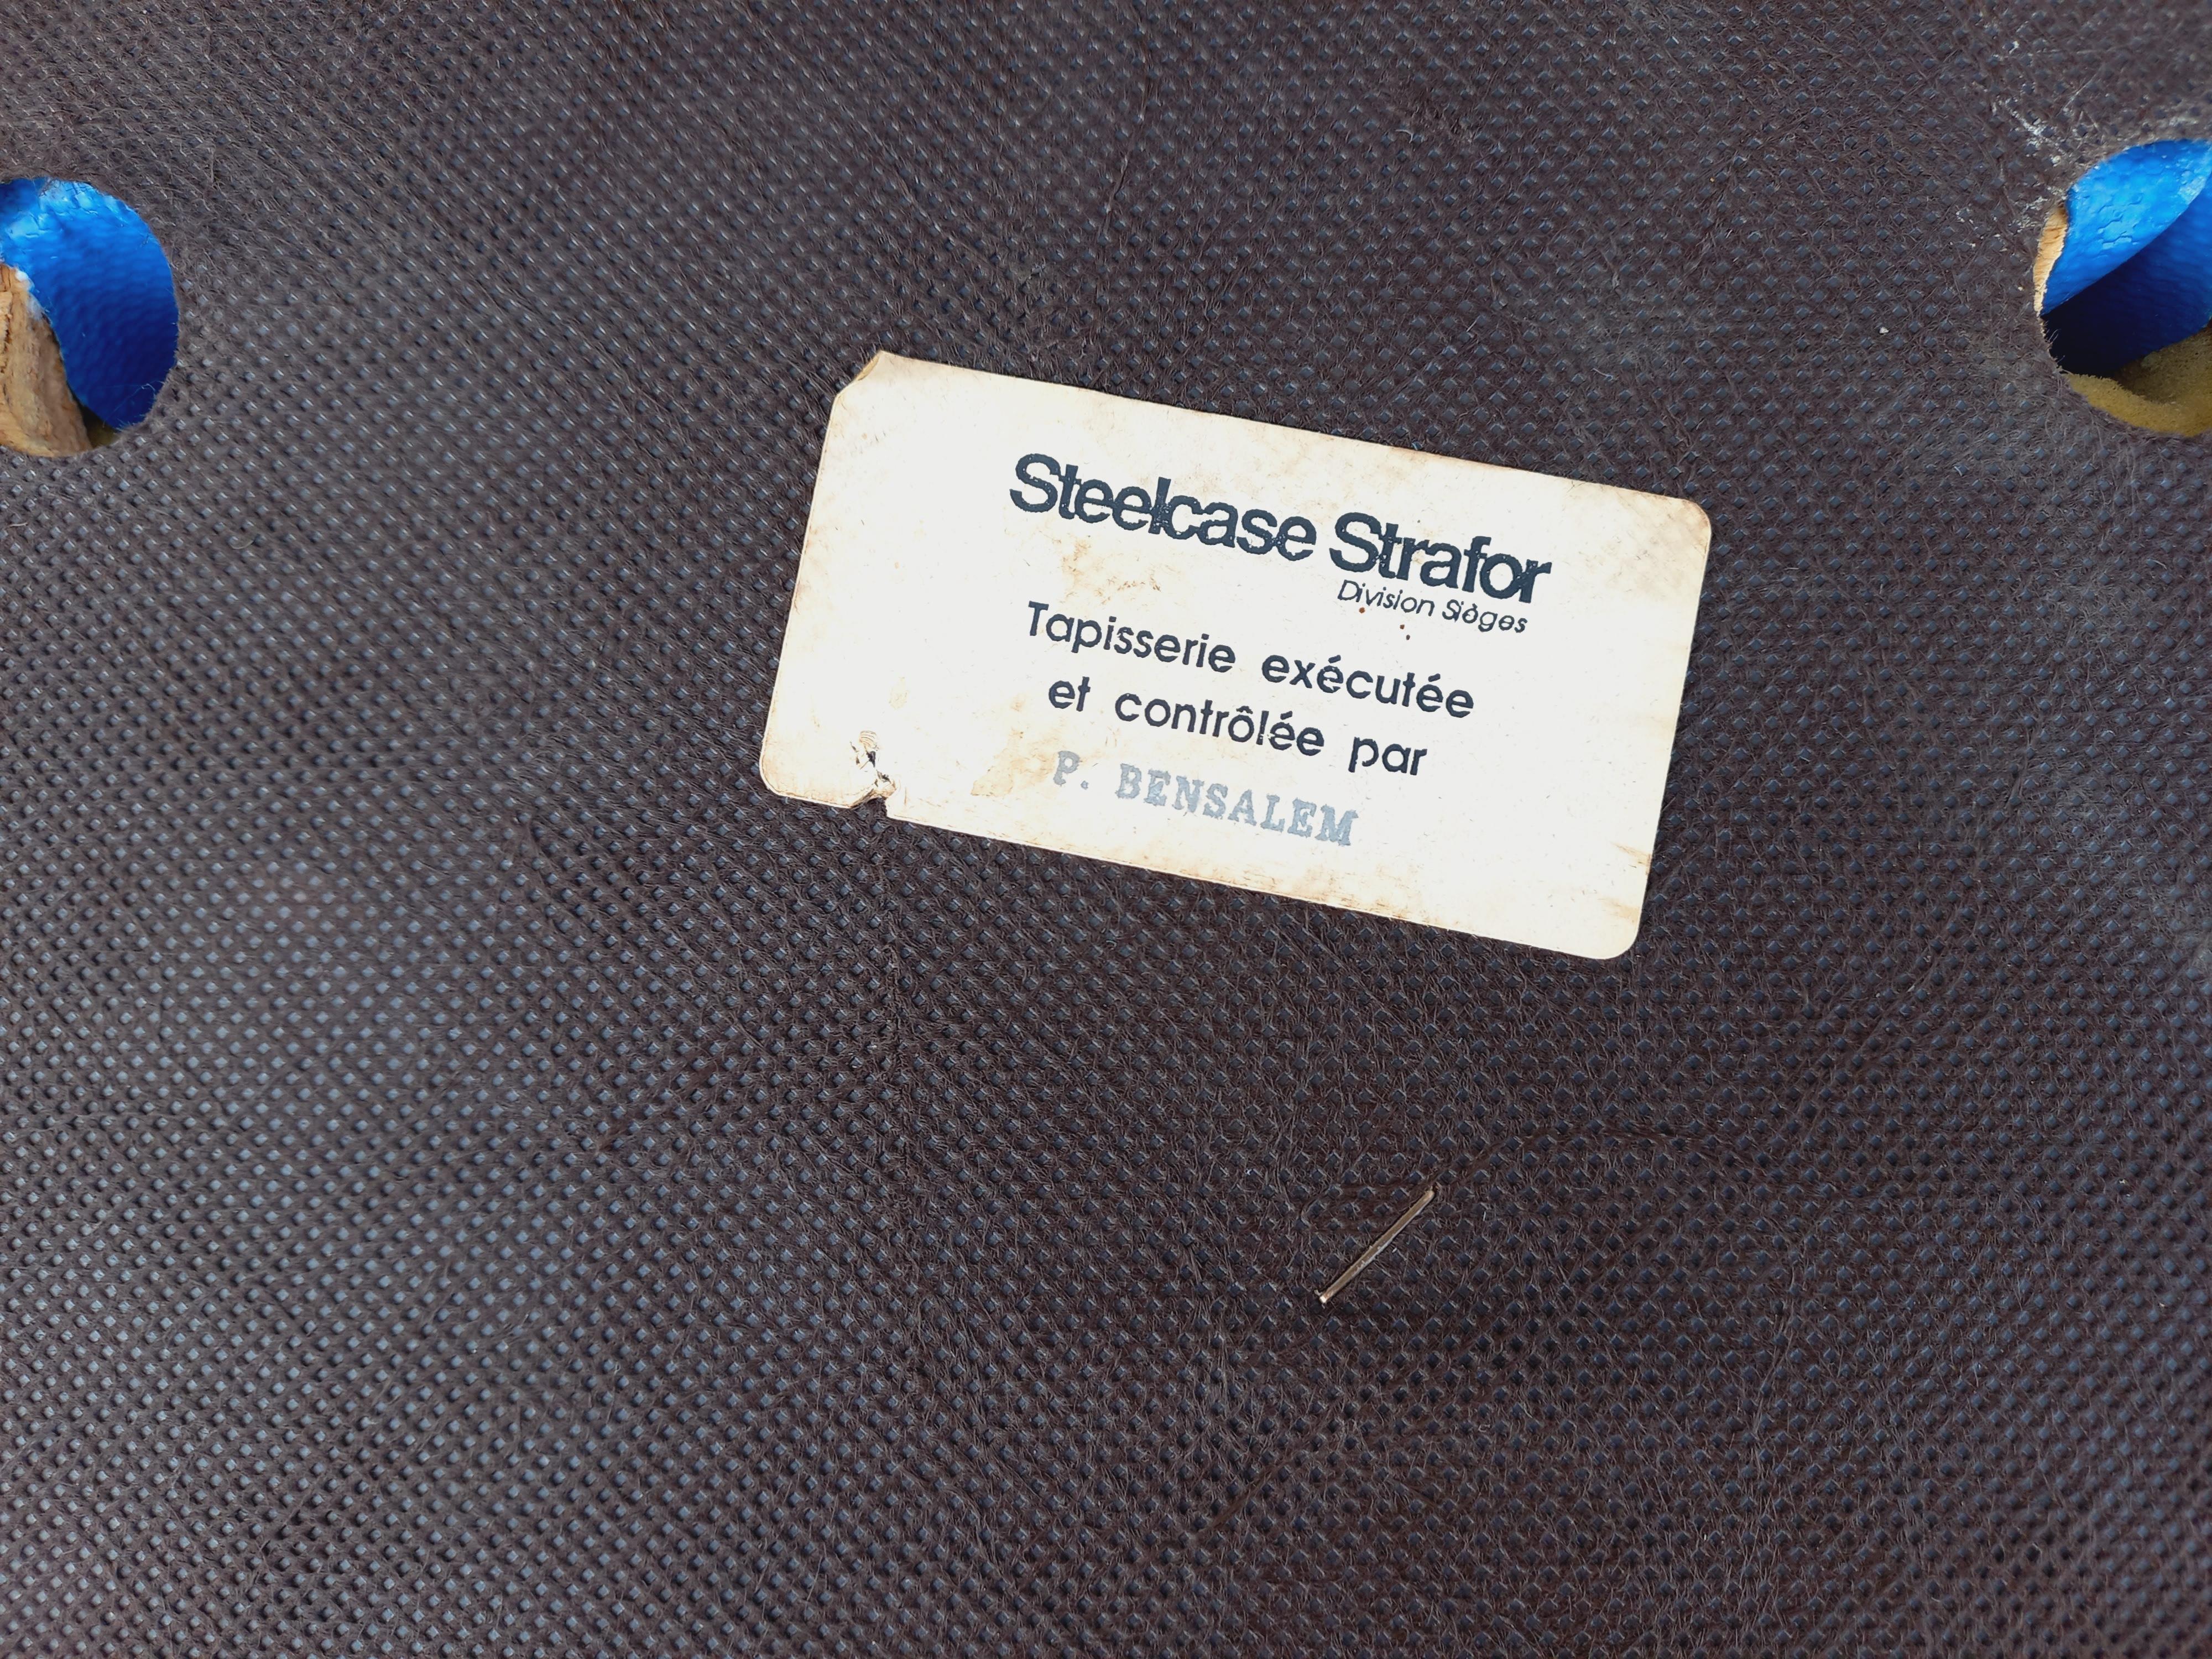 Steelcase Strafor
Division Sièges
Tapisserie exécutée
et contrôlée par
P. BENSALEM